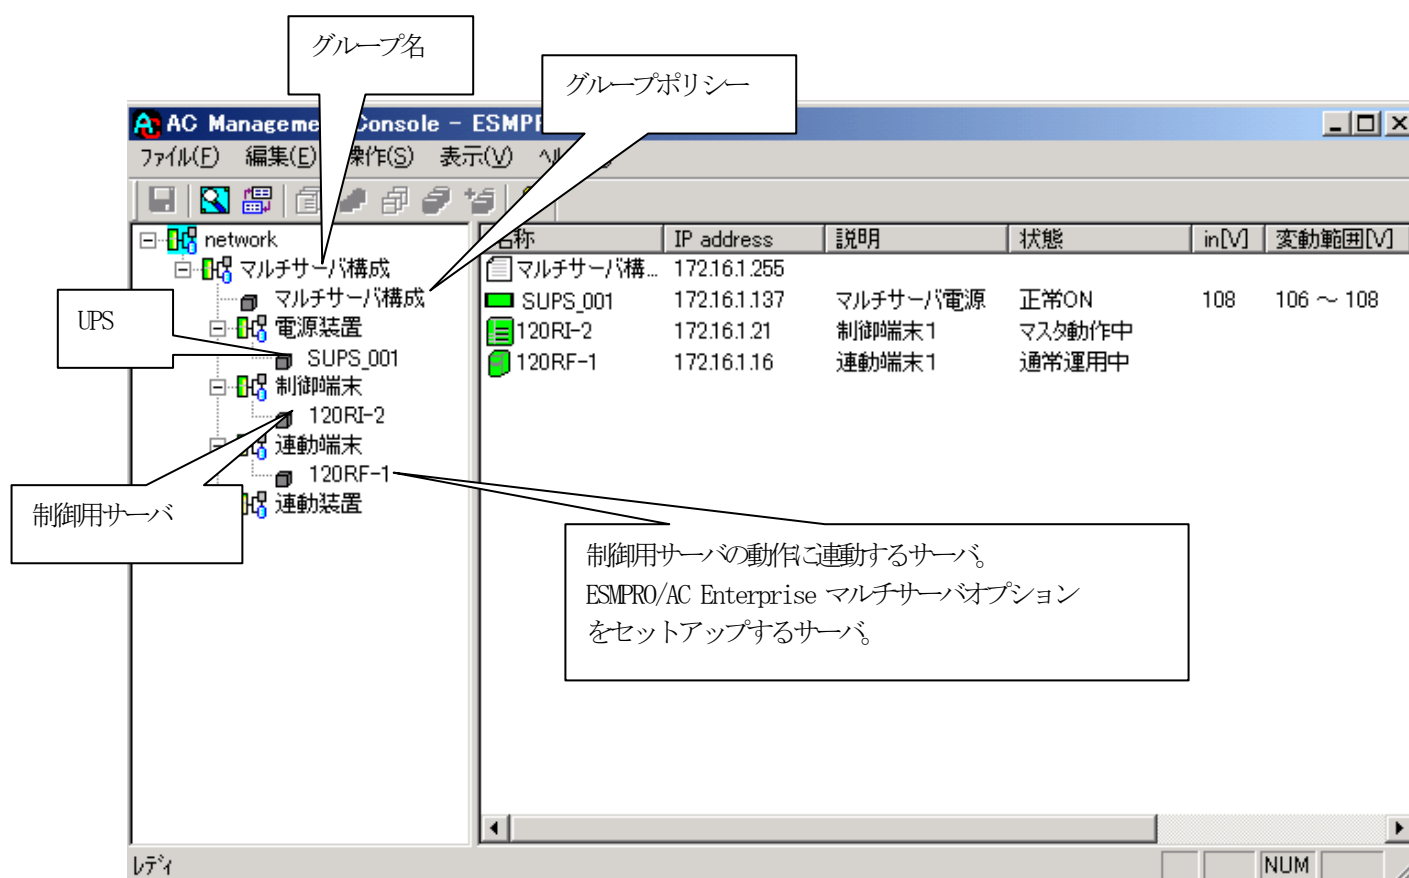 グループ名
グループポリシー
AC Manageme Console - ESMP
ファイル(F) 編集(E) 操作(S) 表示(V) ヘル
network
マルチサーバ構成
マルチサーバ構成
電源装置
SUPS_001
制御端末
120RI-2
連動端末
120RF-1
連動装置
UPS
制御用サーバ
名称 IP address 説明 状態 in[V] 変動範囲[V]
マルチサーバ構... 172.16.1.255
SUPS_001 172.16.1.137 マルチサーバ電源 正常ON 108 106 ～ 108
120RI-2 172.16.1.21 制御端末1 マスタ動作中
120RF-1 172.16.1.16 連動端末1 通常運用中
制御用サーバの動作に連動するサーバ。
ESMPRO/AC Enterprise マルチサーバオプション
をセットアップするサーバ。
レディ NUM